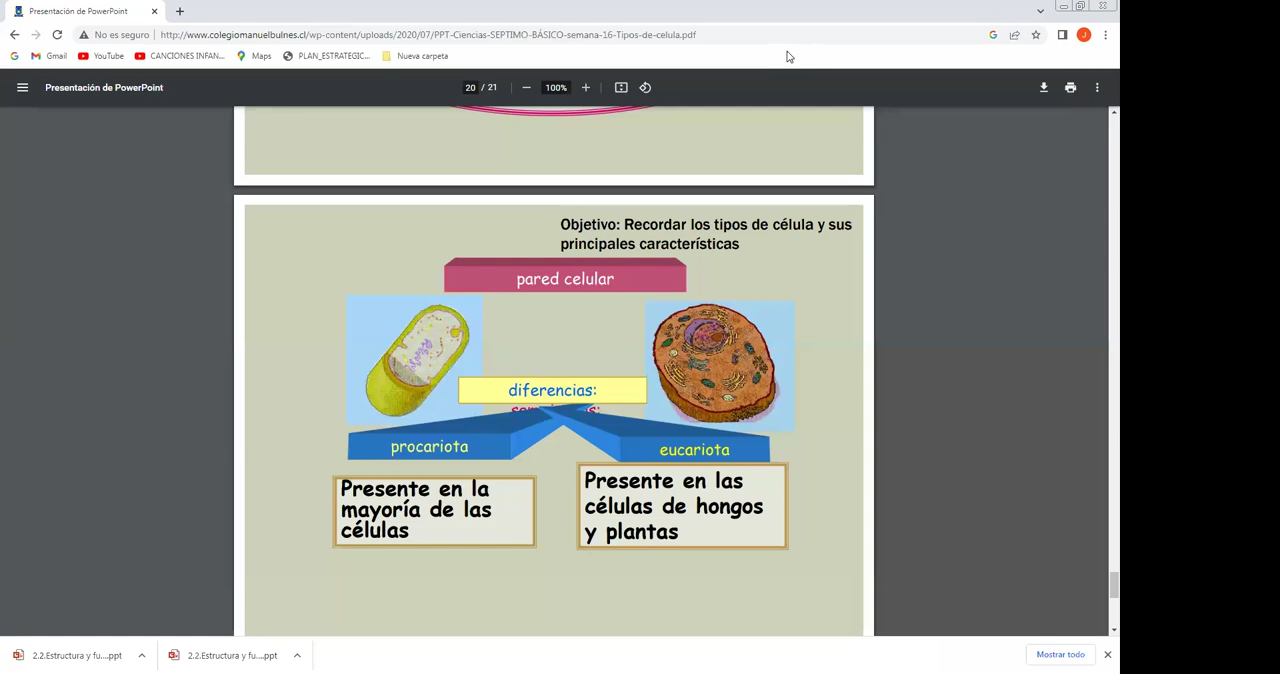 Presentación de PowerPoint
No es seguro
http://www.colegiomanuelbulnes.cl/wp-content/uploads/2020/07/PPT-Ciencias-SEPTIMO-BÁSICO-semana-16-Tipos-de-celula.pdf
J
Gmail
YouTube
CANCIONES INFAN...
Maps
PLAN_ESTRATEGIC...
Nueva carpeta
Presentación de PowerPoint
20 / 21
100%
Objetivo: Recordar los tipos de célula y sus
principales características
pared celular
diferencias:
procariota
eucariota
Presente en la
mayoría de las
células
Presente en las
células de hongos
y plantas
2.2.Estructura y fu....ppt
2.2.Estructura y fu....ppt
Mostrar todo